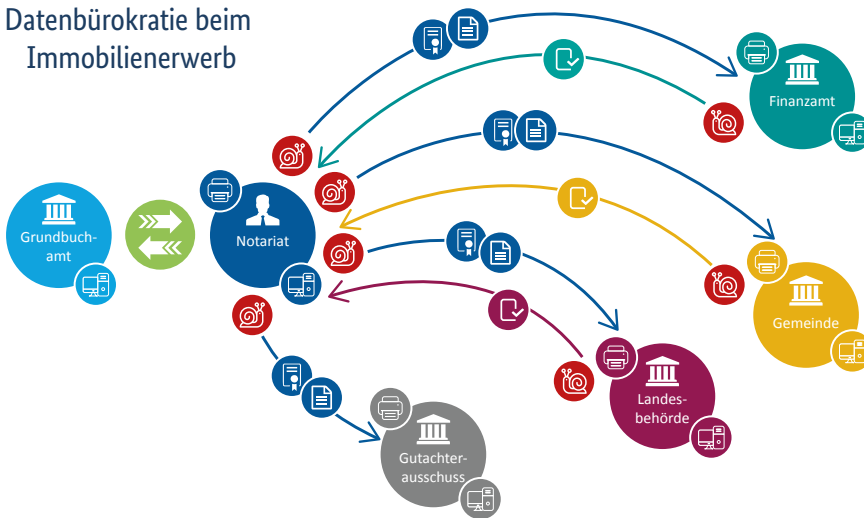 Datenbürokratie beim
Immobilienerwerb
Finanzamt
Grundbuch-
amt
Notariat
Gemeinde
Landes-
behörde
Gutachter-
ausschuss